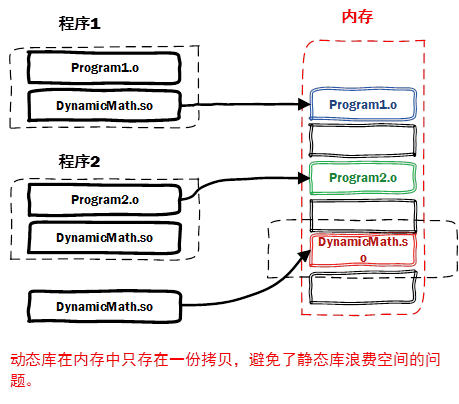 程序1
Program1.o
DynamicMath.so
程序2
Program2.o
DynamicMath.so
DynamicMath.so
内存
Program1.o
Program2.o
DynamicMath.s
o
动态库在内存中只存在一份拷贝，避免了静态库浪费空间的问
题。